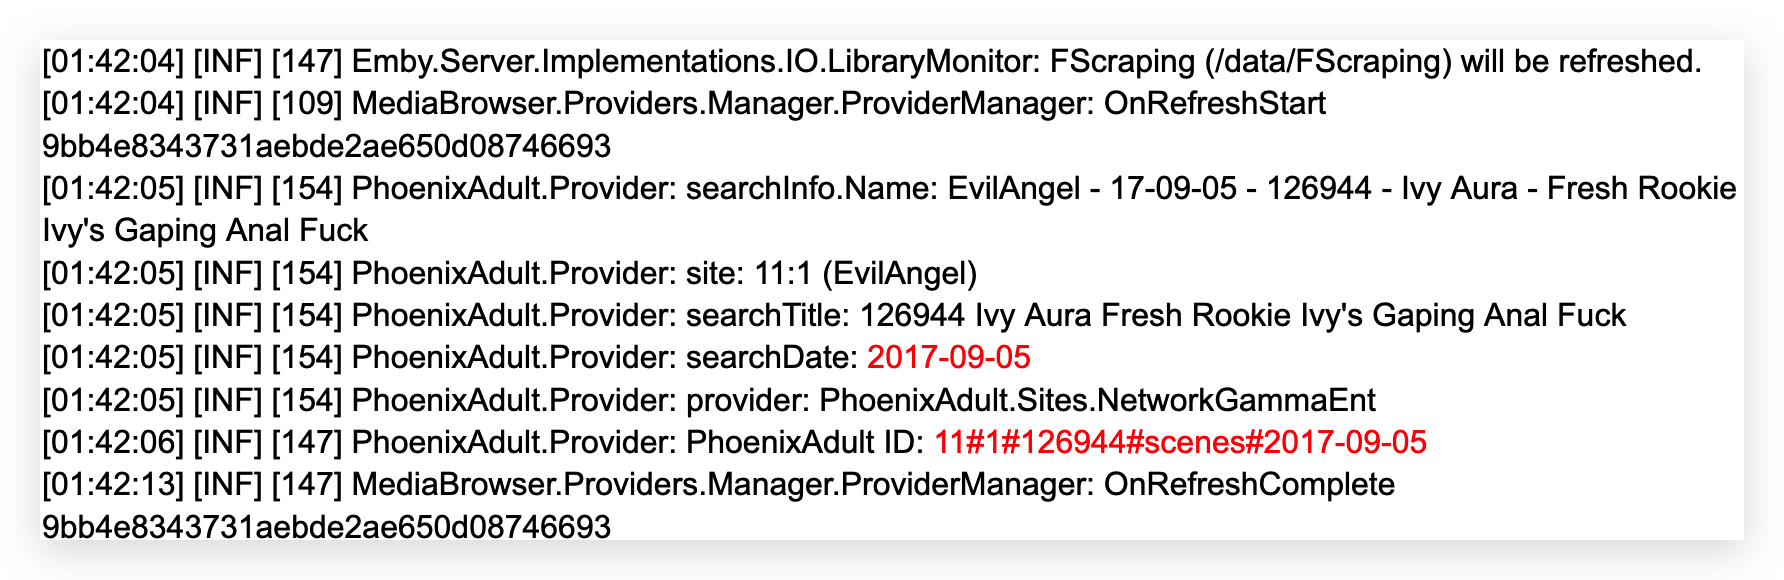 [01:42:04] [INF] [147] Emby.Server.Implementations.IO.LibraryMonitor: FScraping (/data/FScraping) will be refreshed.
[01:42:04] [INF] [109] MediaBrowser.Providers.Manager.ProviderManager: OnRefreshStart
9bb4e8343731aebde2ae650d08746693
[01:42:05] [INF] [154] PhoenixAdult.Provider: searchInfo.Name: EvilAngel - 17-09-05 - 126944 - Ivy Aura - Fresh Rookie
Ivy's Gaping Anal Fuck
[01:42:05] [INF] [154] PhoenixAdult.Provider: site: 11:1 (EvilAngel)
[01:42:05] [INF] [154] PhoenixAdult.Provider: searchTitle: 126944 Ivy Aura Fresh Rookie Ivy's Gaping Anal Fuck
[01:42:05] [INF] [154] PhoenixAdult.Provider: searchDate: 2017-09-05
[01:42:05] [INF] [154] PhoenixAdult.Provider: provider: PhoenixAdult.Sites.NetworkGammaEnt
[01:42:06] [INF] [147] PhoenixAdult.Provider: PhoenixAdult ID: 11#1#126944#scenes#2017-09-05
[01:42:13] [INF] [147] MediaBrowser.Providers.Manager.ProviderManager: OnRefreshComplete
9bb4e8343731aebde2ae650d08746693